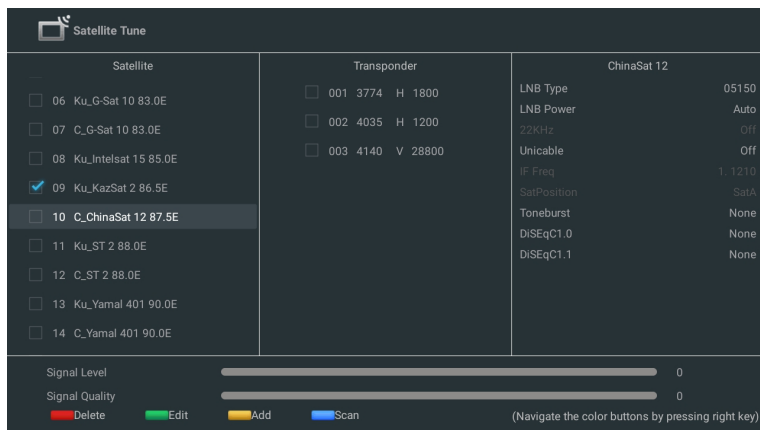 Satellite Tune
Satellite
06 Ku_G-Sat 10 83.0E
07 C_G-Sat 10 83.0E
08 Ku_Intelsat 15 85.0E
09 Ku_KazSat 2 86.5E
10 C_ChinaSat 12 87.5E
11 Ku_ST 2 88.0E
12 C_ST 2 88.0E
13 Ku_Yamal 401 90.0E
14 C_Yamal 401 90.0E
Transponder
001 3774 H 1800
002 4035 H 1200
003 4140 V 28800
ChinaSat 12
LNB Type 05150
LNB Power Auto
22KHz Off
Unicable Off
IF Freq 1. 1210
SatPosition SatA
Toneburst None
DiSEqC1.0 None
DiSEqC1.1 None
Signal Level 0
Signal Quality 0
Delete Edit Add Scan (Navigate the color buttons by pressing right key)